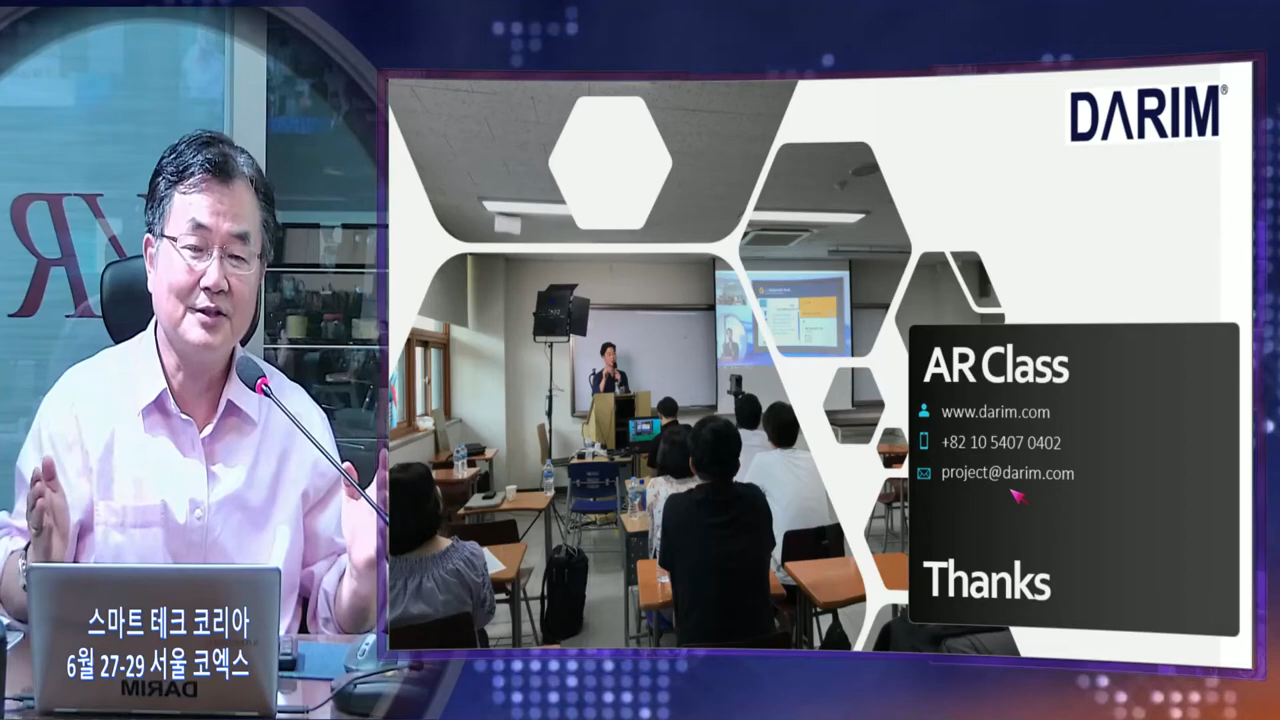 DARIM®
AR Class
www.darim.com
+82 10 5407 0402
project@darim.com
Thanks
스마트 테크 코리아
6월 27-29 서울 코엑스
DARIM